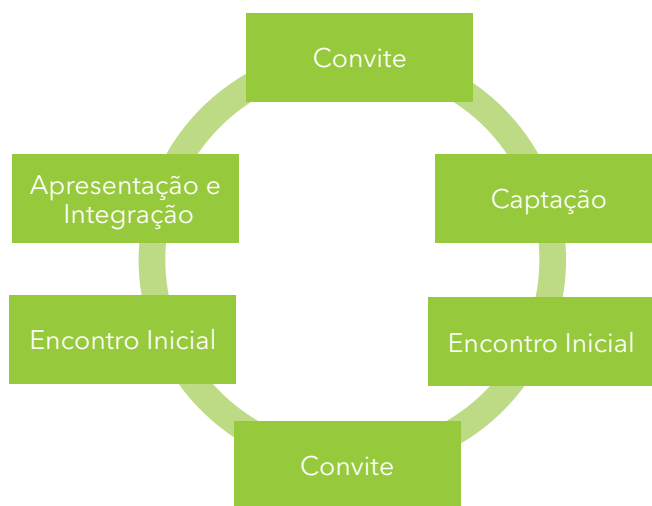 Convite
Apresentação e
Integração
Captação
Encontro Inicial
Encontro Inicial
Convite